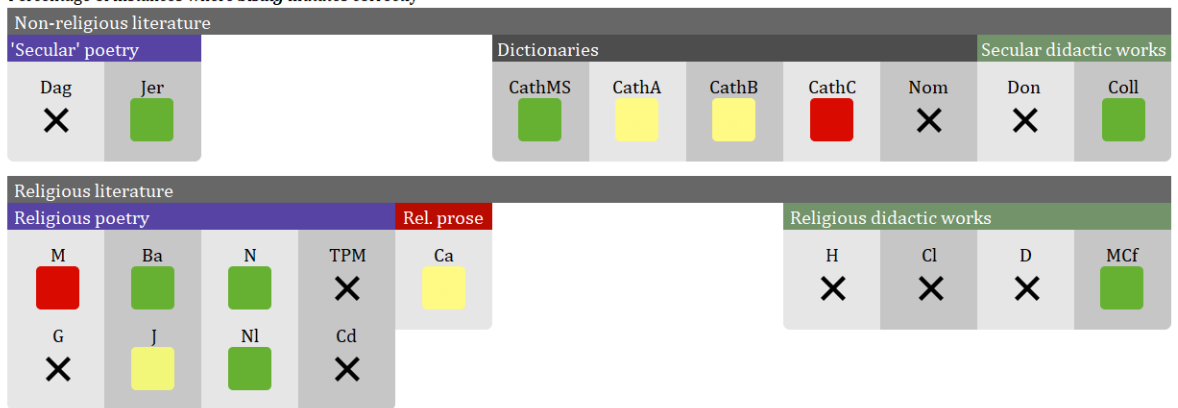 Non-religious literature
'Secular' poetry Dictionaries Secular didactic works
Dag Jer CathMS CathA CathB CathC Nom Don Coll
Religious literature
Religious poetry Rel. prose Religious didactic works
M Ba N TPM Ca H Cl D MCf
G J Nl Cd